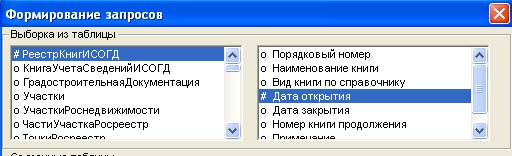 Формирование запросов
Выборка из таблицы
# РеестрКнигИСОГД
о КнигаУчетаСведенийИСОГД
о ГрадостроительнаяДокументация
о Участки
о УчасткиРоснедвижимости
о ЧастиУчасткаРосреестр
о ТочкиРосреестр
о Порядковый номер
о Наименование книги
о Вид книги по справочнику
# Дата открытия
о Дата закрытия
о Номер книги продолжения
о Примечание
таблицы